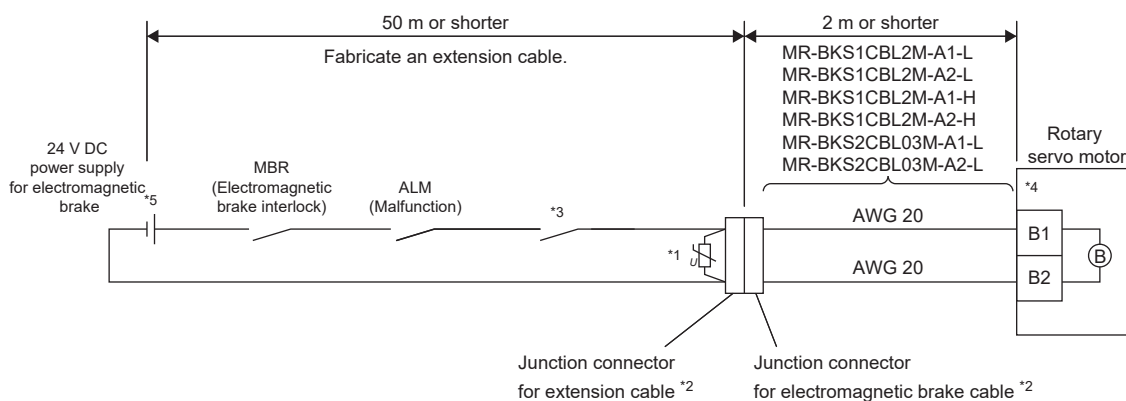 50 m or shorter
2 m or shorter
Fabricate an extension cable.
MR-BKS1CBL2M-A1-L
MR-BKS1CBL2M-A2-L
MR-BKS1CBL2M-A1-H
MR-BKS1CBL2M-A2-H
MR-BKS2CBL03M-A1-L
MR-BKS2CBL03M-A2-L
Rotary
servo motor
24 V DC
power supply
for electromagnetic
brake
*5
MBR
(Electromagnetic
brake interlock)
ALM
(Malfunction)
*3
*4
AWG 20
B1
*1
U
B
AWG 20
B2
Junction connector
for extension cable *2
Junction connector
for electromagnetic brake cable *2